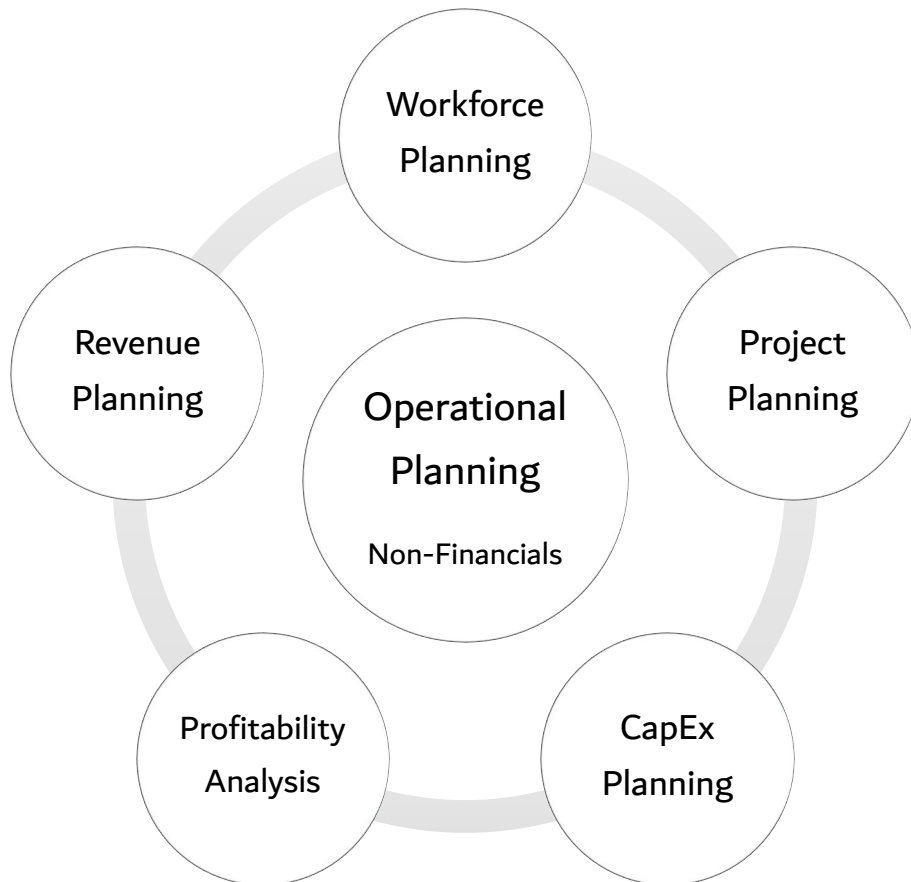 Workforce
Planning
Revenue
Planning
Project
Planning
Operational
Planning
Non-Financials
Profitability
Analysis
CapEx
Planning